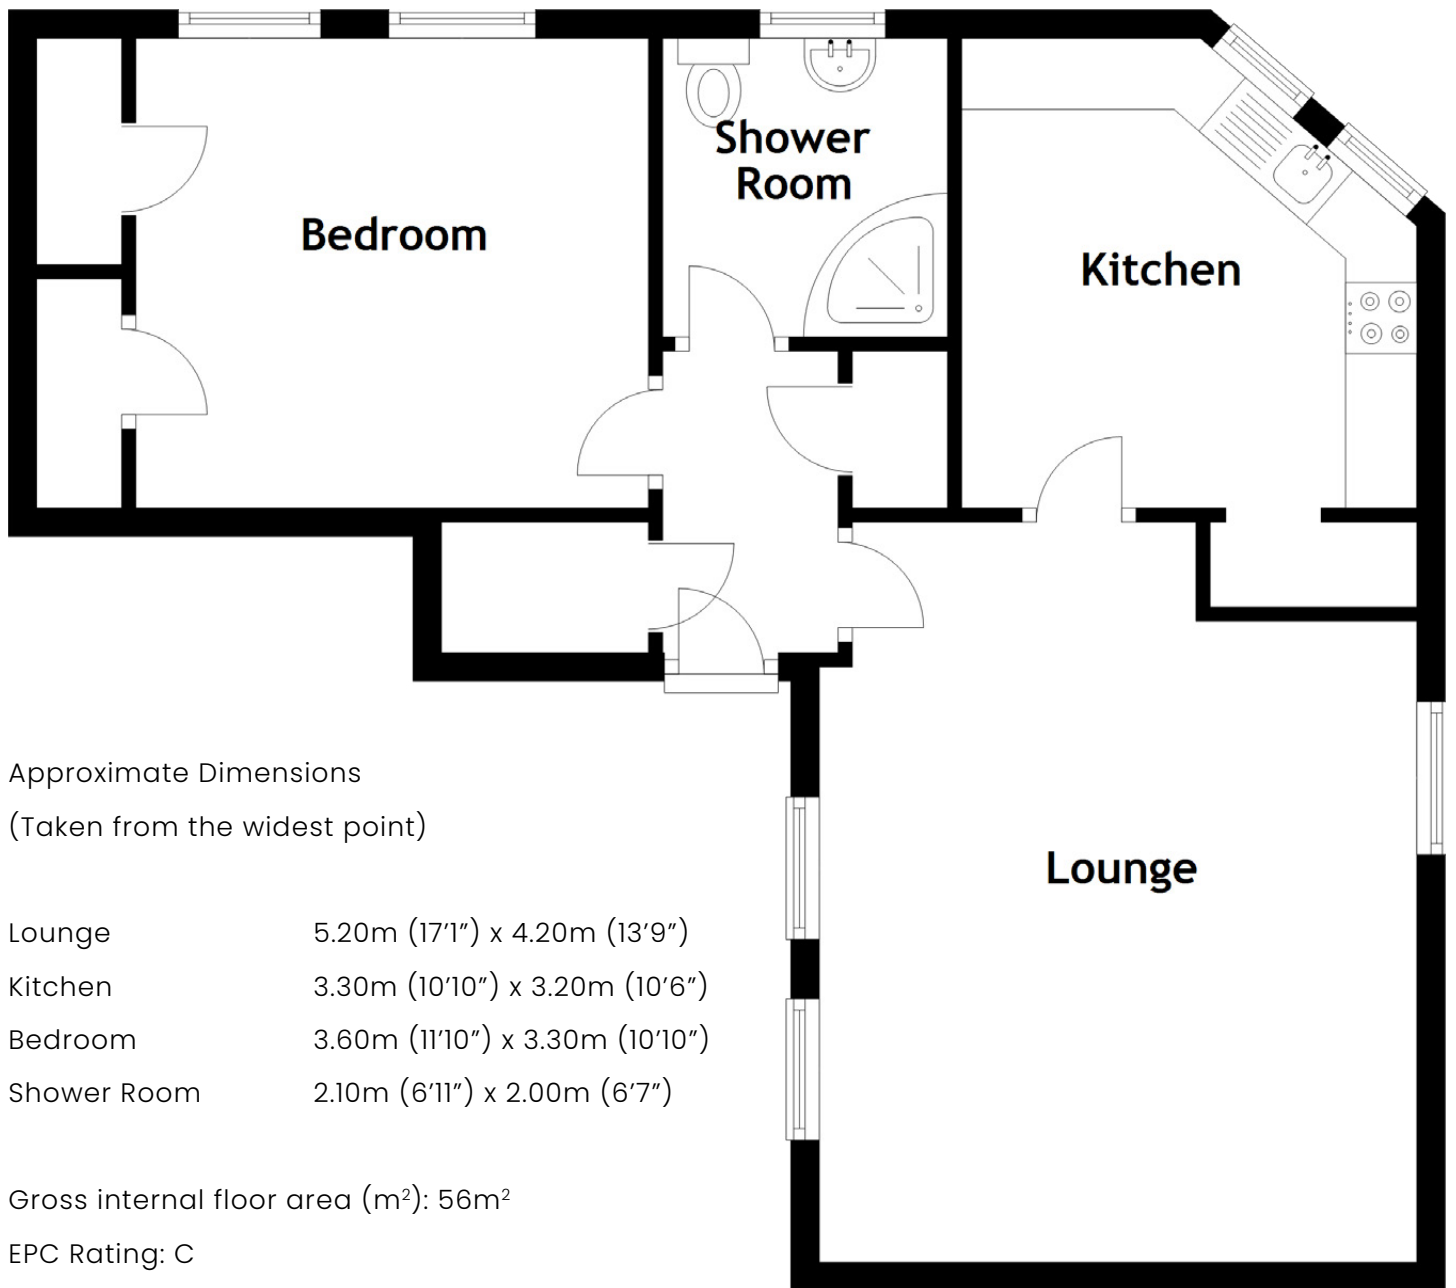 Bedroom
Shower
Room
Kitchen
Lounge
Approximate Dimensions
(Taken from the widest point)
Lounge 5.20m (17’1”) x 4.20m (13’9”)
Kitchen 3.30m (10’10”) x 3.20m (10’6”)
Bedroom 3.60m (11’10”) x 3.30m (10’10”)
Shower Room 2.10m (6’11”) x 2.00m (6’7”)
Gross internal floor area (m²): 56m²
EPC Rating: C